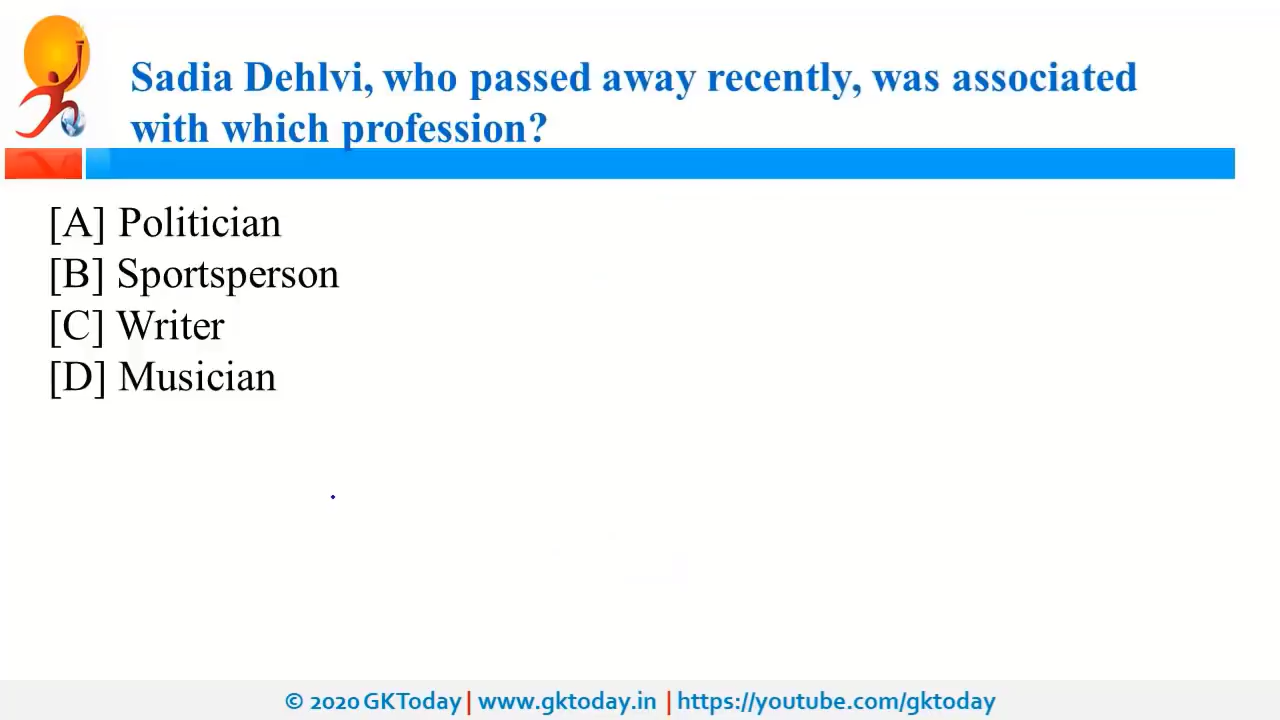 Sadia Dehlvi, who passed away recently, was associated
with which profession?
[A] Politician
[B] Sportsperson
[C] Writer
[D] Musician
© 2020 GKToday | www.gktoday.in | https://youtube.com/gktoday